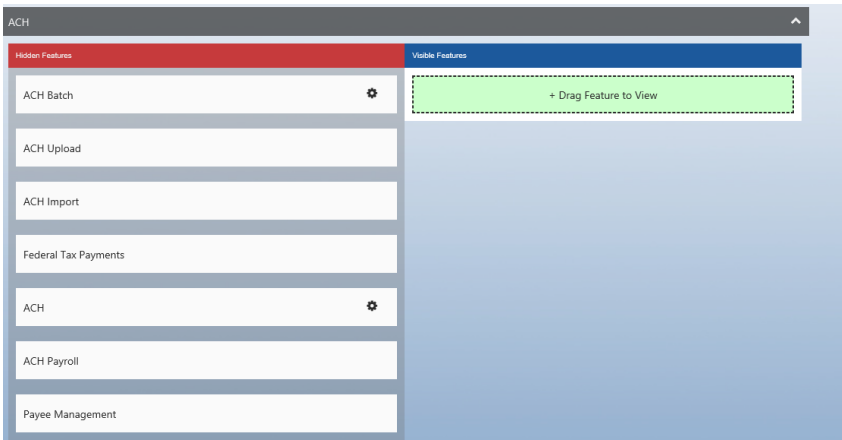 ACH
Hidden Features
Visible Features
ACH Batch
+ Drag Feature to View
ACH Upload
ACH Import
Federal Tax Payments
ACH
ACH Payroll
Payee Management